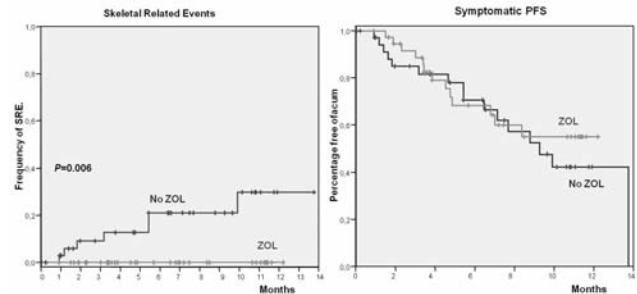 Skeletal Related Events
Frequency of SRE.
1,0
0,8
0,6
0,4
0,2
0,0
P=0.006
No ZOL
ZOL
0 1 2 3 4 5 6 7 8 9 10 11 12 13 14
Months
Symptomatic PFS
Percentage free of acum
1,0
0,8
0,6
0,4
0,2
0,0
ZOL
No ZOL
0 2 4 6 8 10 12 14
Months